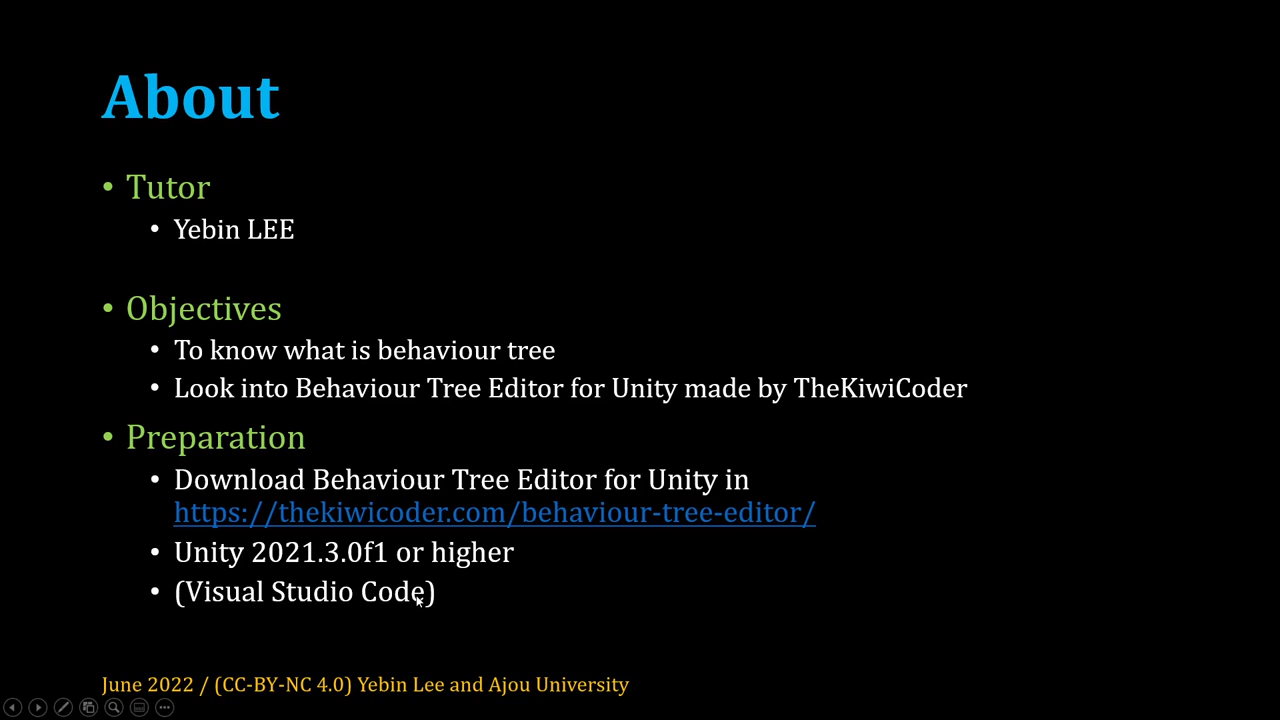 About
• Tutor
• Yebin LEE
• Objectives
• To know what is behaviour tree
• Look into Behaviour Tree Editor for Unity made by TheKiwiCoder
• Preparation
• Download Behaviour Tree Editor for Unity in
https://thekiwicoder.com/behaviour-tree-editor/
• Unity 2021.3.0f1 or higher
• (Visual Studio Code)
June 2022 / (CC-BY-NC 4.0) Yebin Lee and Ajou University